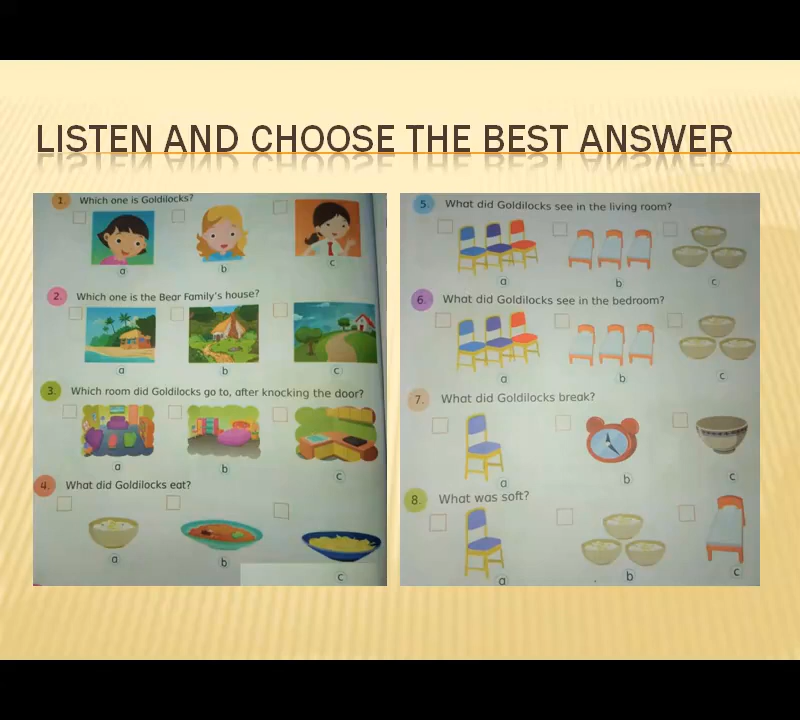 LISTEN AND CHOOSE THE BEST ANSWER
1. Which one is Goldilocks?
a b c
2. Which one is the Bear Family's house?
a b c
3. Which room did Goldilocks go to, after knocking the door?
a b c
4. What did Goldilocks eat?
a b c
5. What did Goldilocks see in the living room?
a b c
6. What did Goldilocks see in the bedroom?
a b c
7. What did Goldilocks break?
a b c
8. What was soft?
a b c